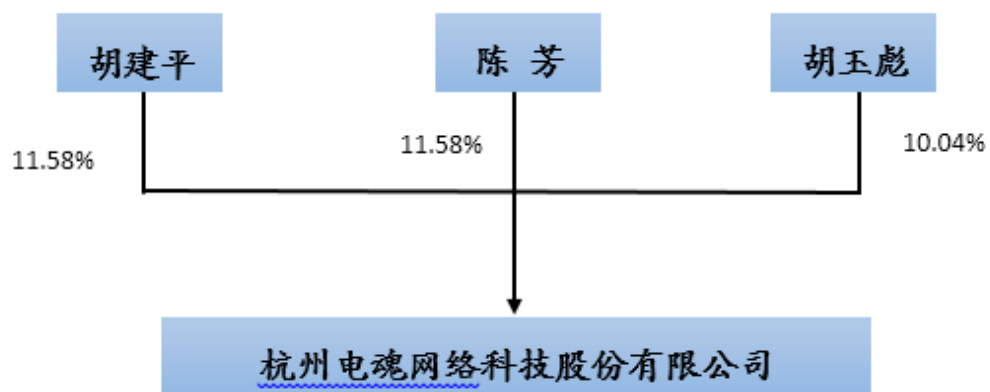 胡建平
陈 芳
胡玉彪
11.58%
11.58%
10.04%
杭州电魂网络科技股份有限公司